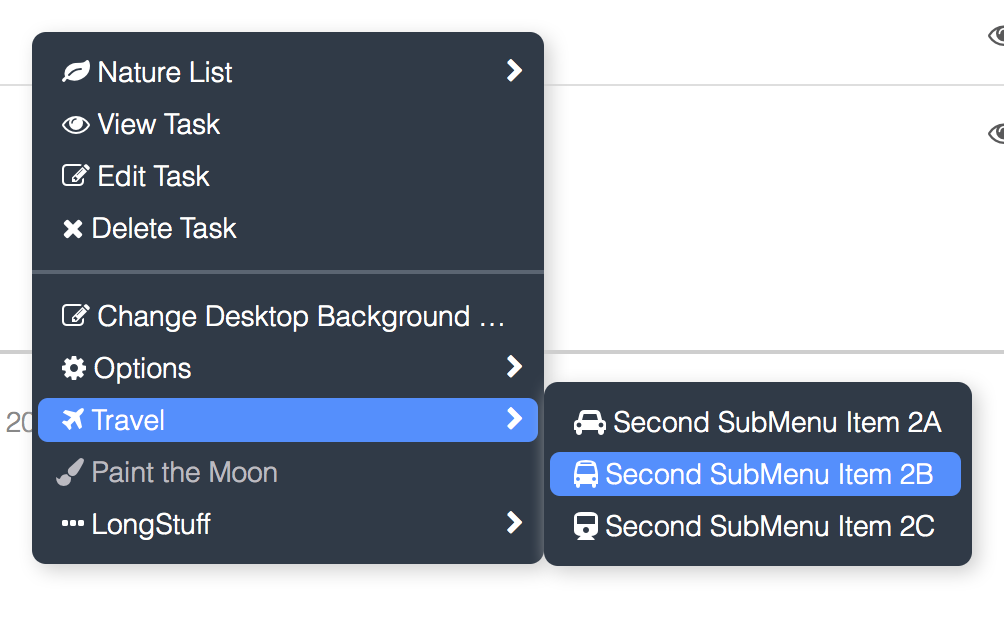 Nature List
View Task
Edit Task
Delete Task
Change Desktop Background ...
Options
Travel
Paint the Moon
LongStuff
20
Second SubMenu Item 2A
Second SubMenu Item 2B
Second SubMenu Item 2C